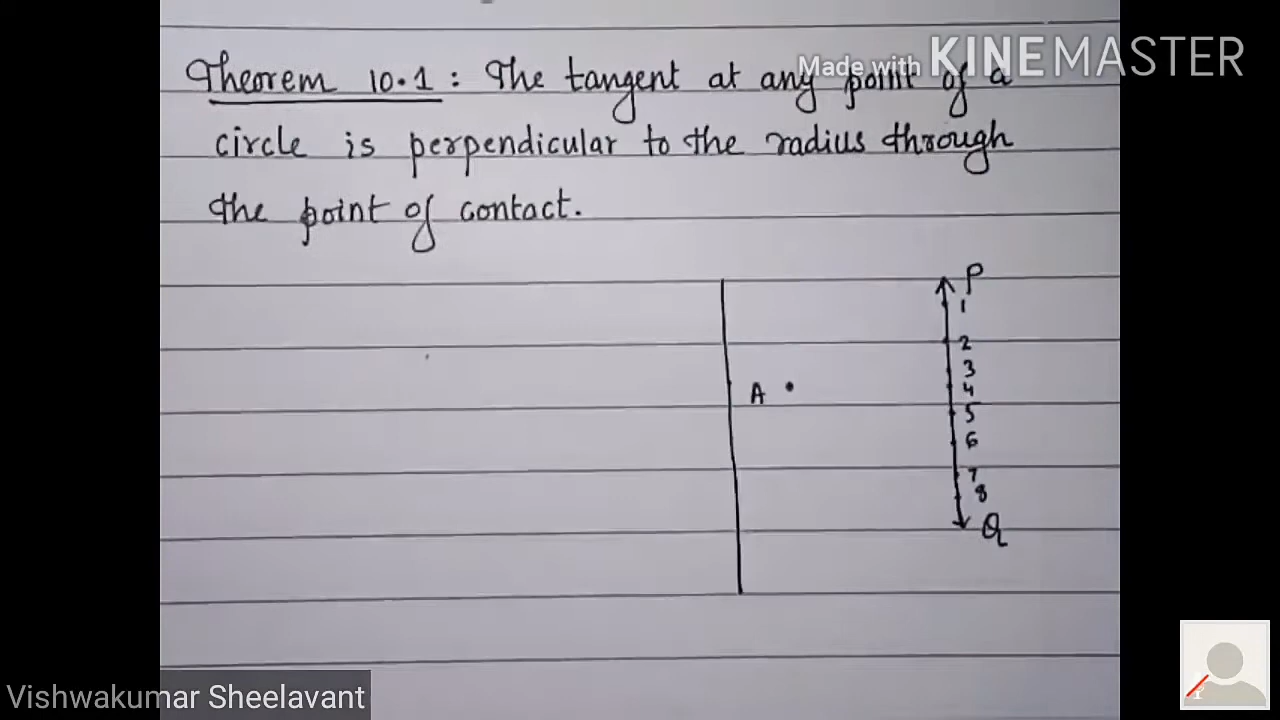 Made with KINEMASTER
Theorem 10.1 : The tangent at any point of a
circle is perpendicular to the radius through
the point of contact.
P
1
2
3
A
4
5
6
7
8
Q
Vishwakumar Sheelavant